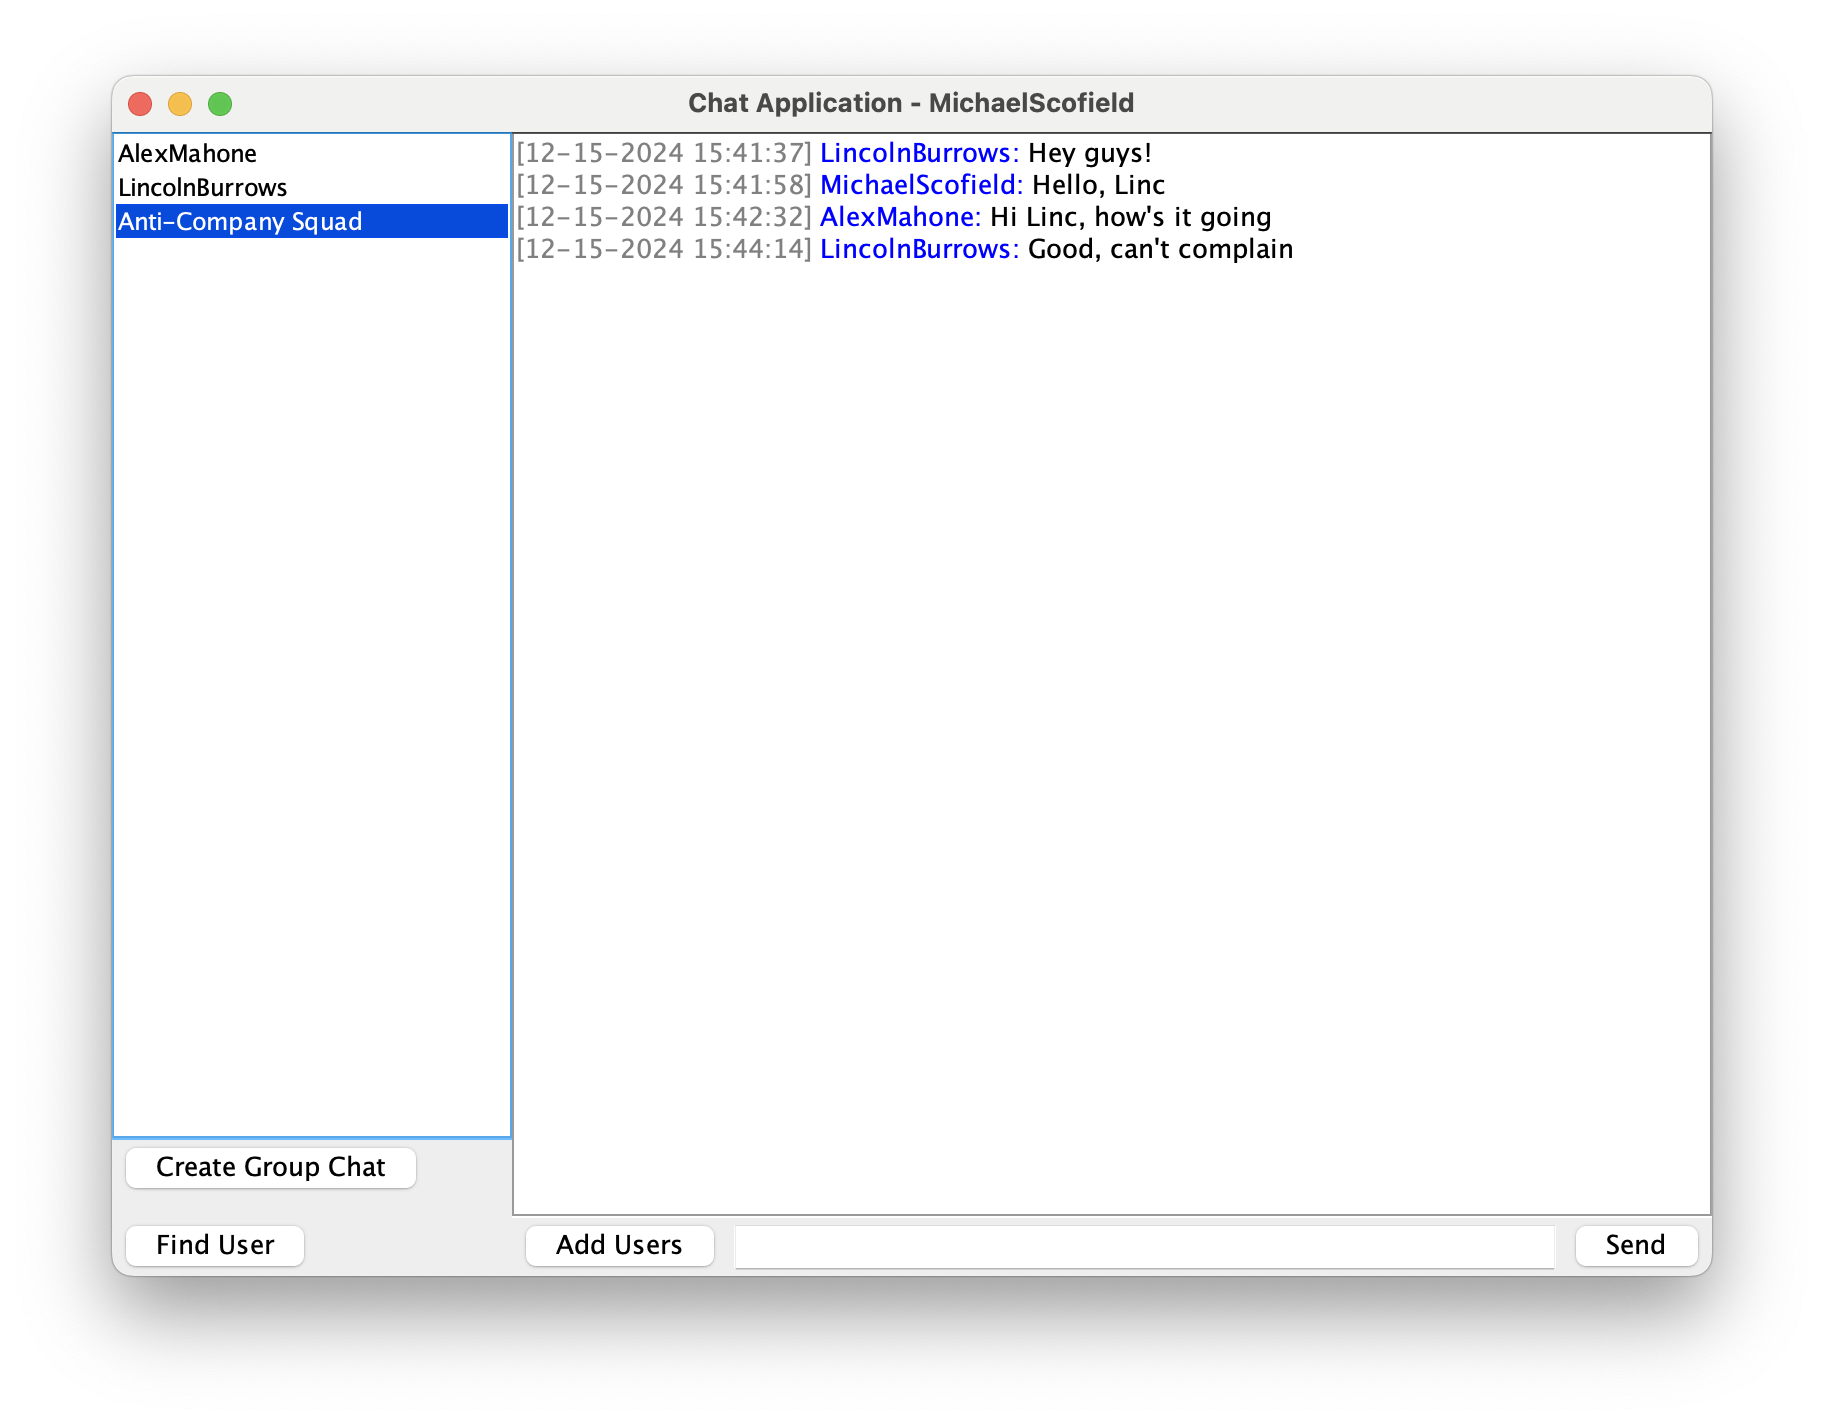 Chat Application - MichaelScofield
AlexMahone
LincolnBurrows
Anti-Company Squad
[12-15-2024 15:41:37] LincolnBurrows: Hey guys!
[12-15-2024 15:41:58] MichaelScofield: Hello, Linc
[12-15-2024 15:42:32] AlexMahone: Hi Linc, how's it going
[12-15-2024 15:44:14] LincolnBurrows: Good, can't complain
Create Group Chat
Find User
Add Users
Send